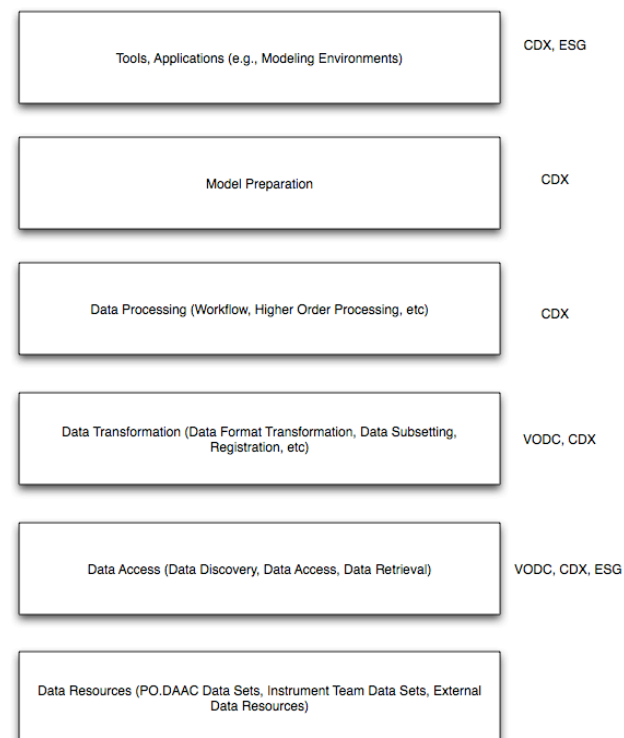 Tools, Applications (e.g., Modeling Environments)
CDX, ESG
Model Preparation
CDX
Data Processing (Workflow, Higher Order Processing, etc)
CDX
Data Transformation (Data Format Transformation, Data Subsetting,
Registration, etc)
VODC, CDX
Data Access (Data Discovery, Data Access, Data Retrieval)
VODC, CDX, ESG
Data Resources (PO.DAAC Data Sets, Instrument Team Data Sets, External
Data Resources)